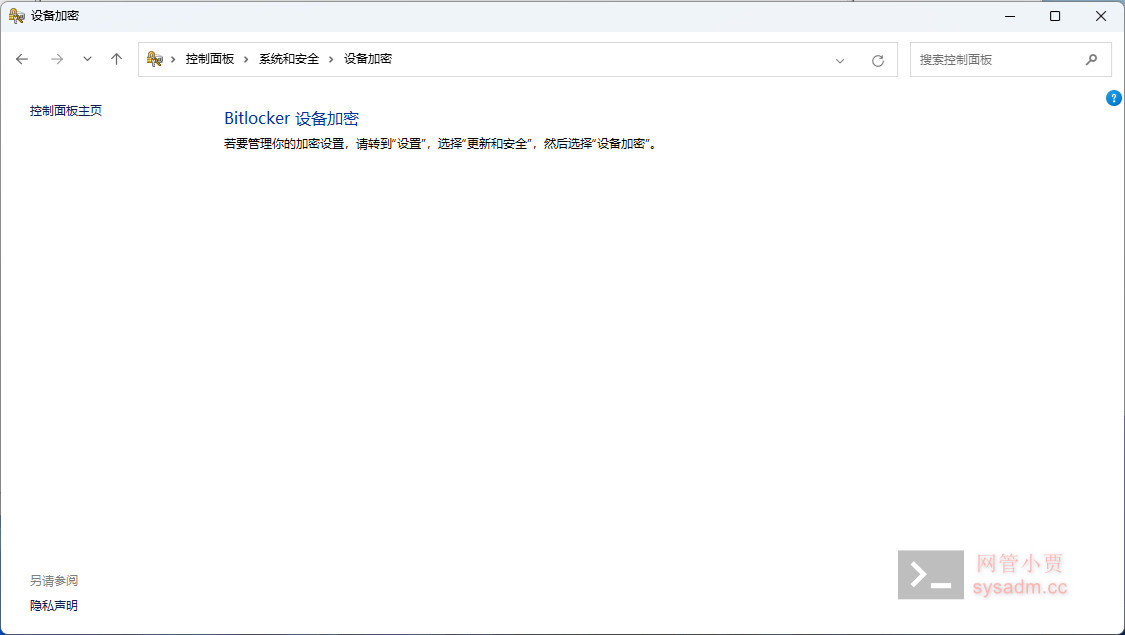 设备加密
控制面板 › 系统和安全 › 设备加密
搜索控制面板
控制面板主页
Bitlocker 设备加密
若要管理你的加密设置，请转到“设置”，选择“更新和安全”，然后选择“设备加密”。
另请参阅
隐私声明
网管小贾
sysadm.cc